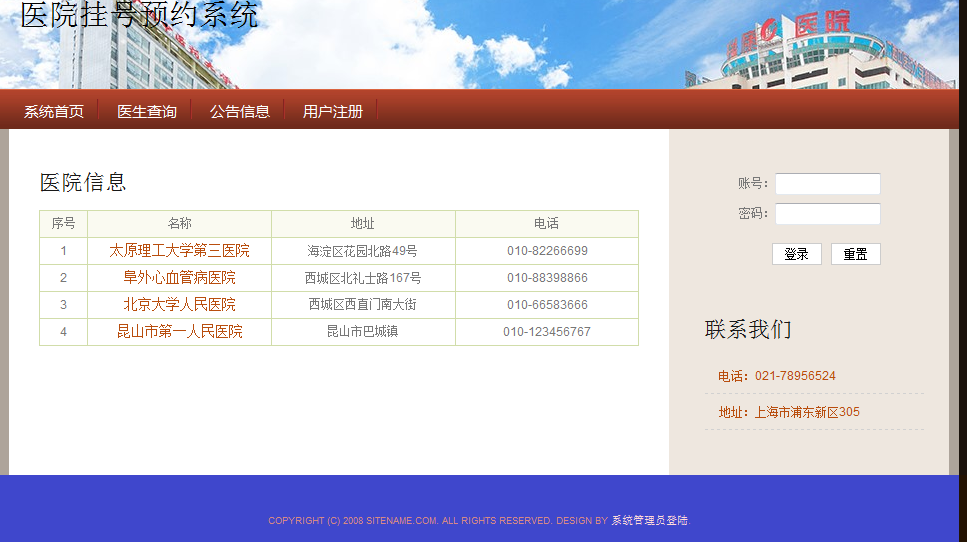 医院挂号预约系统
医院
系统首页 医生查询 公告信息 用户注册
医院信息
序号 名称 地址 电话
1 太原理工大学第三医院 海淀区花园北路49号 010-82266699
2 阜外心血管病医院 西城区北礼士路167号 010-88398866
3 北京大学人民医院 西城区西直门南大街 010-66583666
4 昆山市第一人民医院 昆山市巴城镇 010-123456767
账号：
密码：
登录 重置
联系我们
电话：021-78956524
地址：上海市浦东新区305
COPYRIGHT (C) 2008 SITENAME.COM. ALL RIGHTS RESERVED. DESIGN BY 系统管理员登陆.